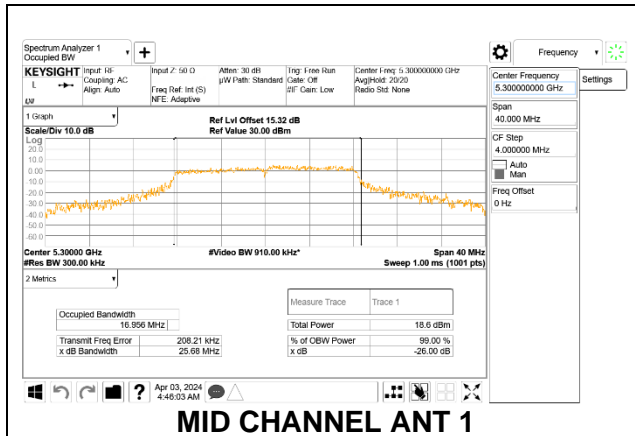 Spectrum Analyzer 1
Occupied BW
Frequency
KEYSIGHT
L
Input: RF
Coupling: AC
Align: Auto
Input Z: 50 Ω
Freq Ref: Int (S)
NFE: Adaptive
Atten: 30 dB
µW Path: Standard
Trig: Free Run
Gate: Off
#IF Gain: Low
Center Freq: 5.300000000 GHz
Avg|Hold: 20/20
Radio Std: None
Center Frequency
5.300000000 GHz
Settings
Span
40.000 MHz
CF Step
4.000000 MHz
Auto
Man
Freq Offset
0 Hz
1 Graph
Scale/Div 10.0 dB
Ref Lvl Offset 15.32 dB
Ref Value 30.00 dBm
Log
20.0
10.0
0.00
-10.0
-20.0
-30.0
-40.0
-50.0
-60.0
Center 5.30000 GHz
#Res BW 300.00 kHz
#Video BW 910.00 kHz*
Span 40 MHz
Sweep 1.00 ms (1001 pts)
2 Metrics
Measure Trace Trace 1
Occupied Bandwidth
16.956 MHz
Total Power 18.6 dBm
Transmit Freq Error 208.21 kHz
% of OBW Power 99.00 %
x dB Bandwidth 25.68 MHz
x dB -26.00 dB
?
Apr 03, 2024
4:46:03 AM
MID CHANNEL ANT 1